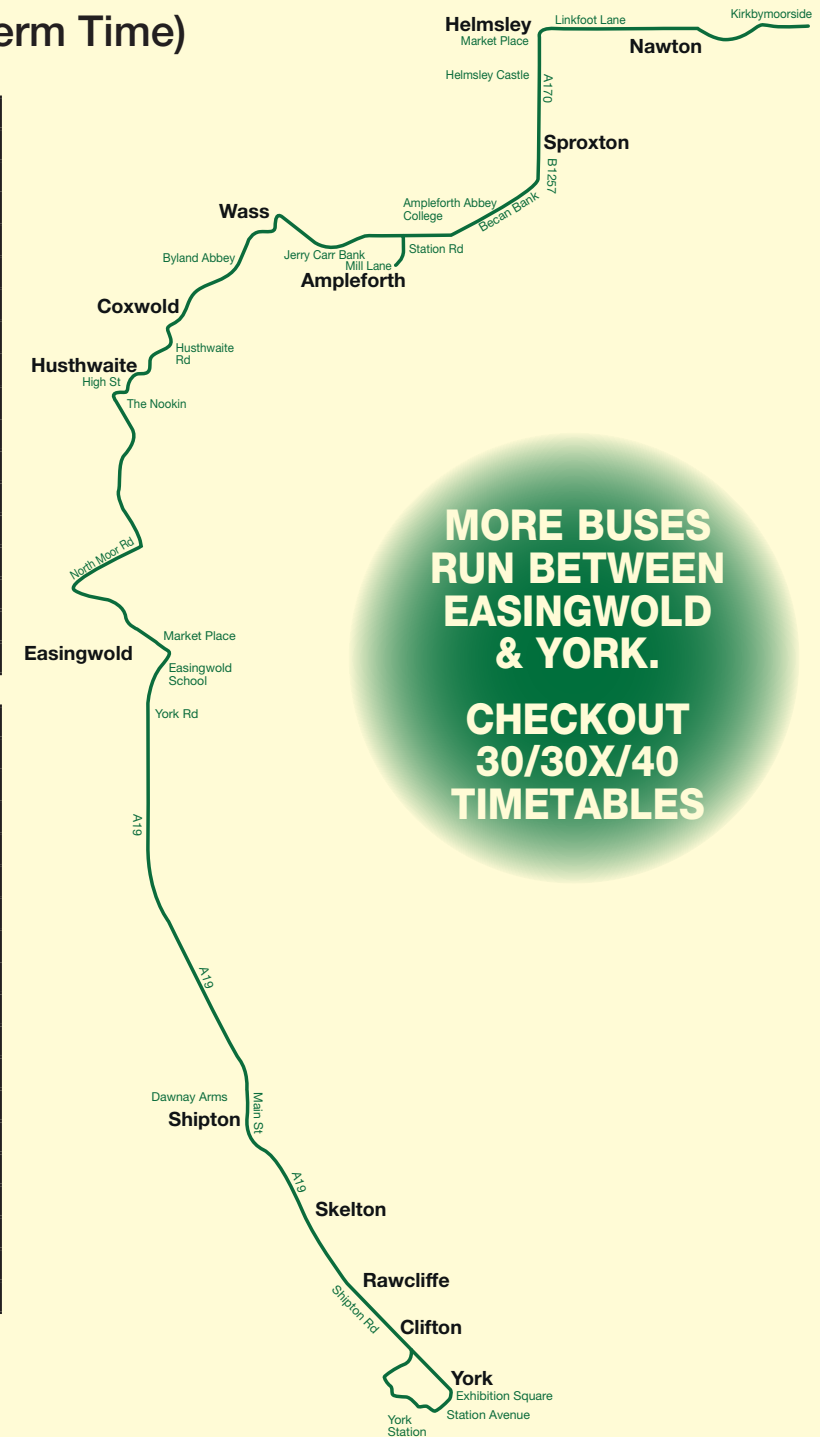 erm Time)
Kirkbymoorside
Helmsley
Linkfoot Lane
Market Place
Nawton
Helmsley Castle
A170
Sproxton
B1257
Ampleforth Abbey
College
Becan Bank
Wass
Station Rd
Byland Abbey
Jerry Carr Bank
Mill Lane
Ampleforth
Coxwold
Husthwaite
Rd
Husthwaite
High St
The Nookin
MORE BUSES
RUN BETWEEN
EASINGWOLD
& YORK.
CHECKOUT
30/30X/40
TIMETABLES
North Moor Rd
Market Place
Easingwold
Easingwold
School
York Rd
A19
A19
Dawnay Arms
Main St
Shipton
A19
Skelton
Rawcliffe
Shipton Rd
Clifton
York
Exhibition Square
Station Avenue
York
Station